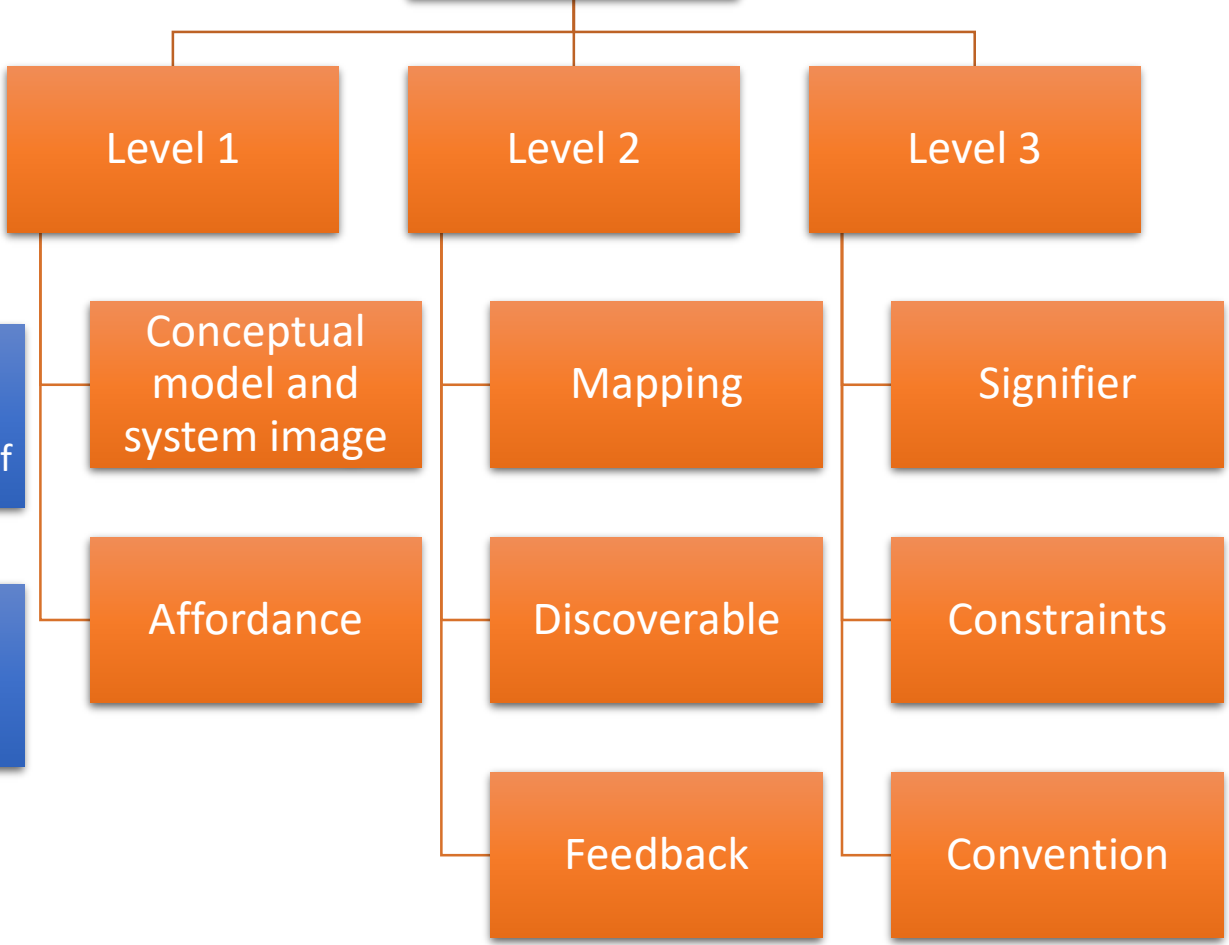 Level 1
Level 2
Level 3
Conceptual
model and
system image
Mapping
Signifier
Affordance
Discoverable
Constraints
Feedback
Convention